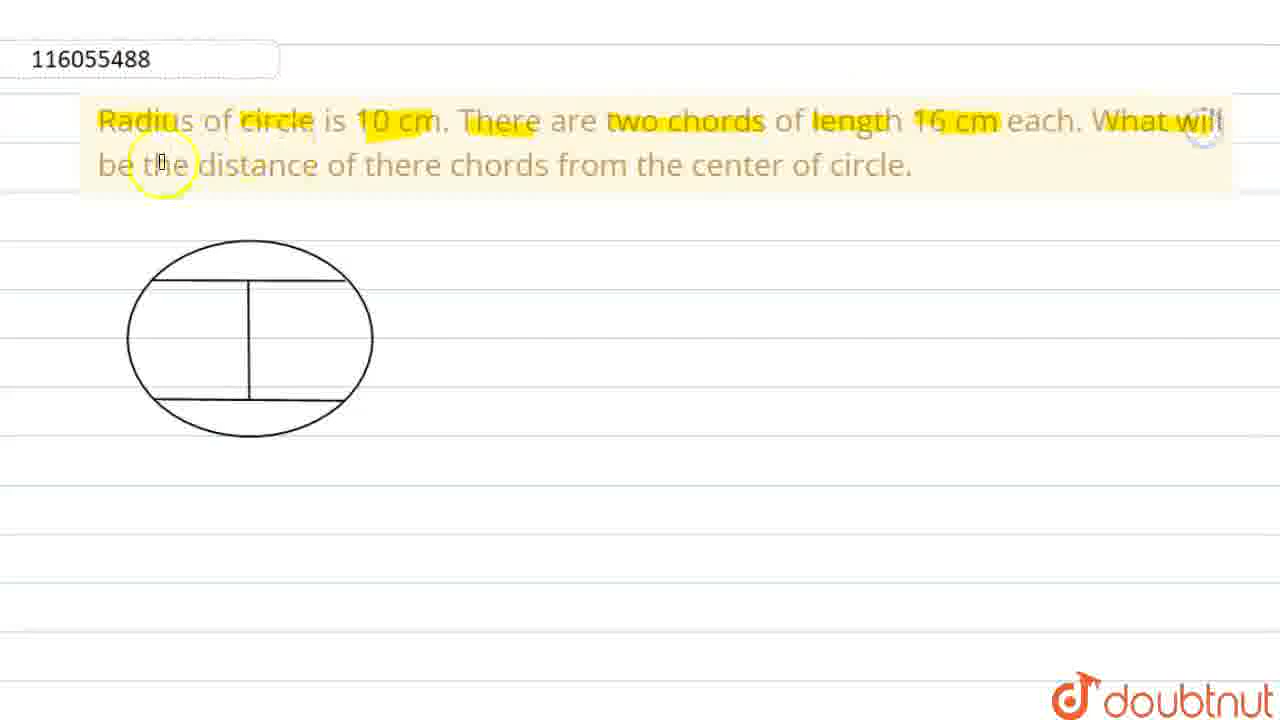 116055488
Radius of circle is 10 cm. There are two chords of length 16 cm each. What will
be the distance of there chords from the center of circle.
doubtnut